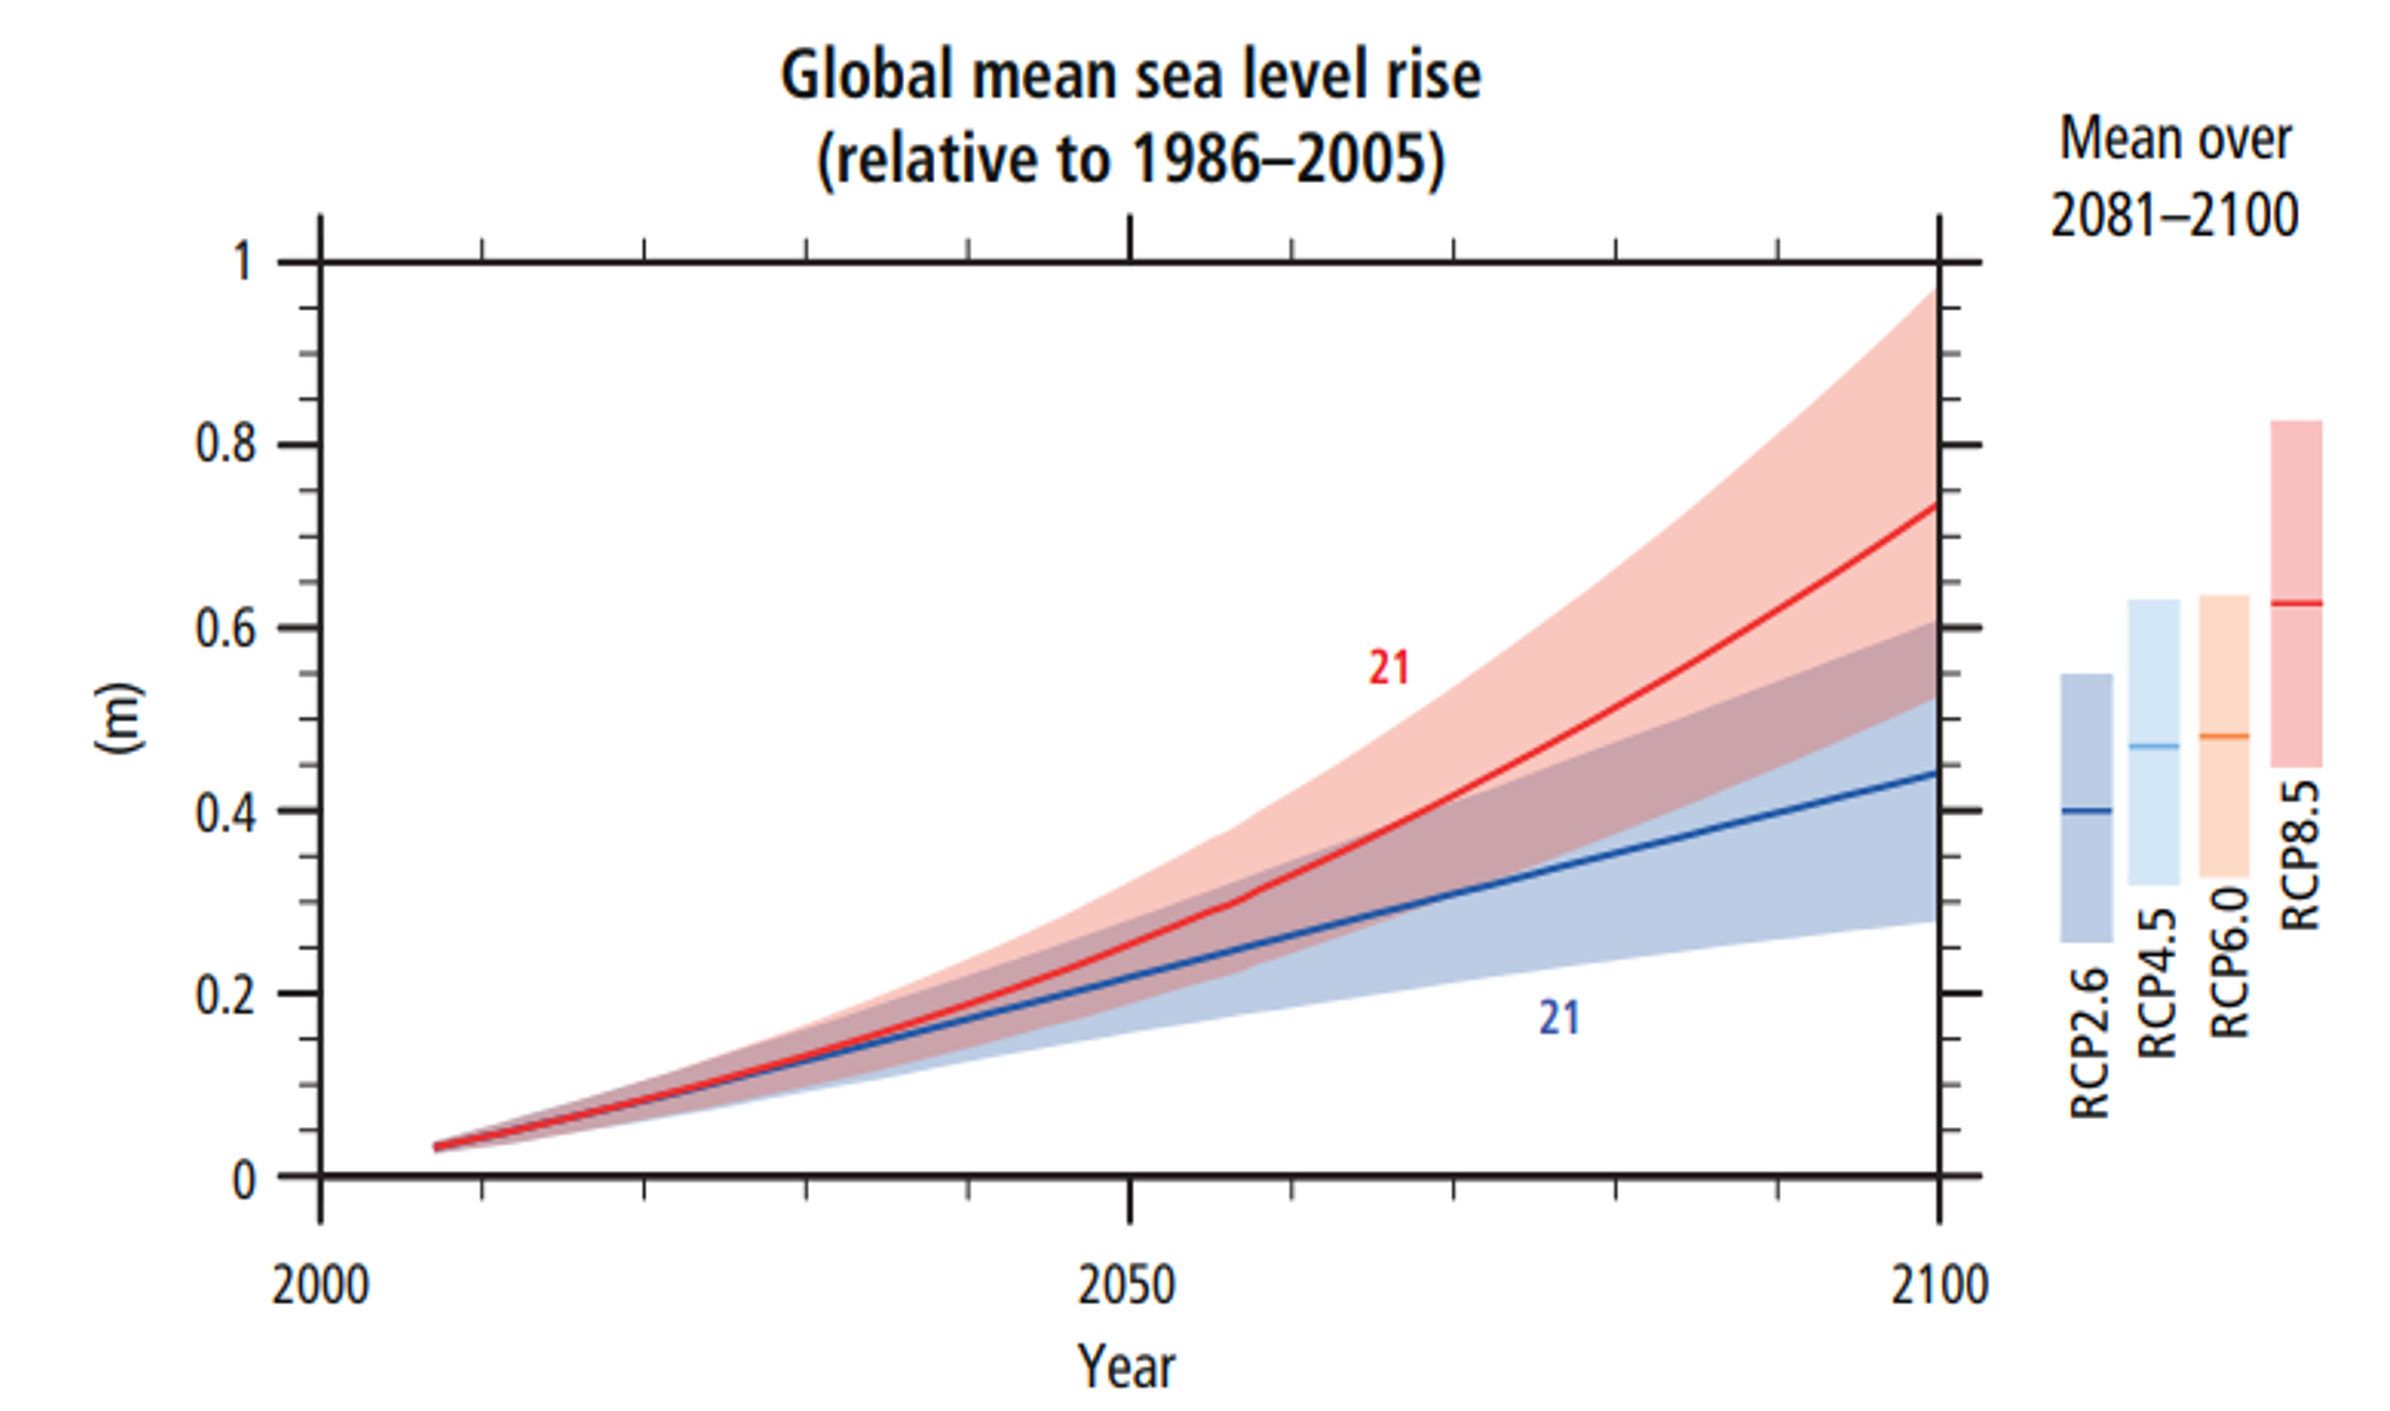 Global mean sea level rise
(relative to 1986–2005)
Mean over
2081–2100
1
0.8
0.6
0.4
0.2
0
(m)
21
21
2000
2050
2100
Year
RCP2.6
RCP4.5
RCP6.0
RCP8.5